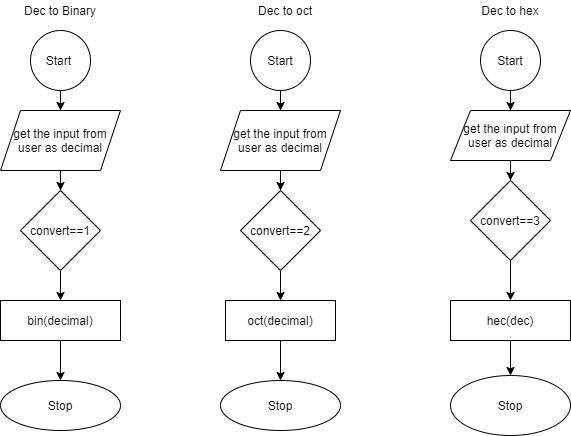 Dec to Binary
Start
get the input from
user as decimal
convert==1
bin(decimal)
Stop
Dec to oct
Start
get the input from
user as decimal
convert==2
oct(decimal)
Stop
Dec to hex
Start
get the input from
user as decimal
convert==3
hec(dec)
Stop